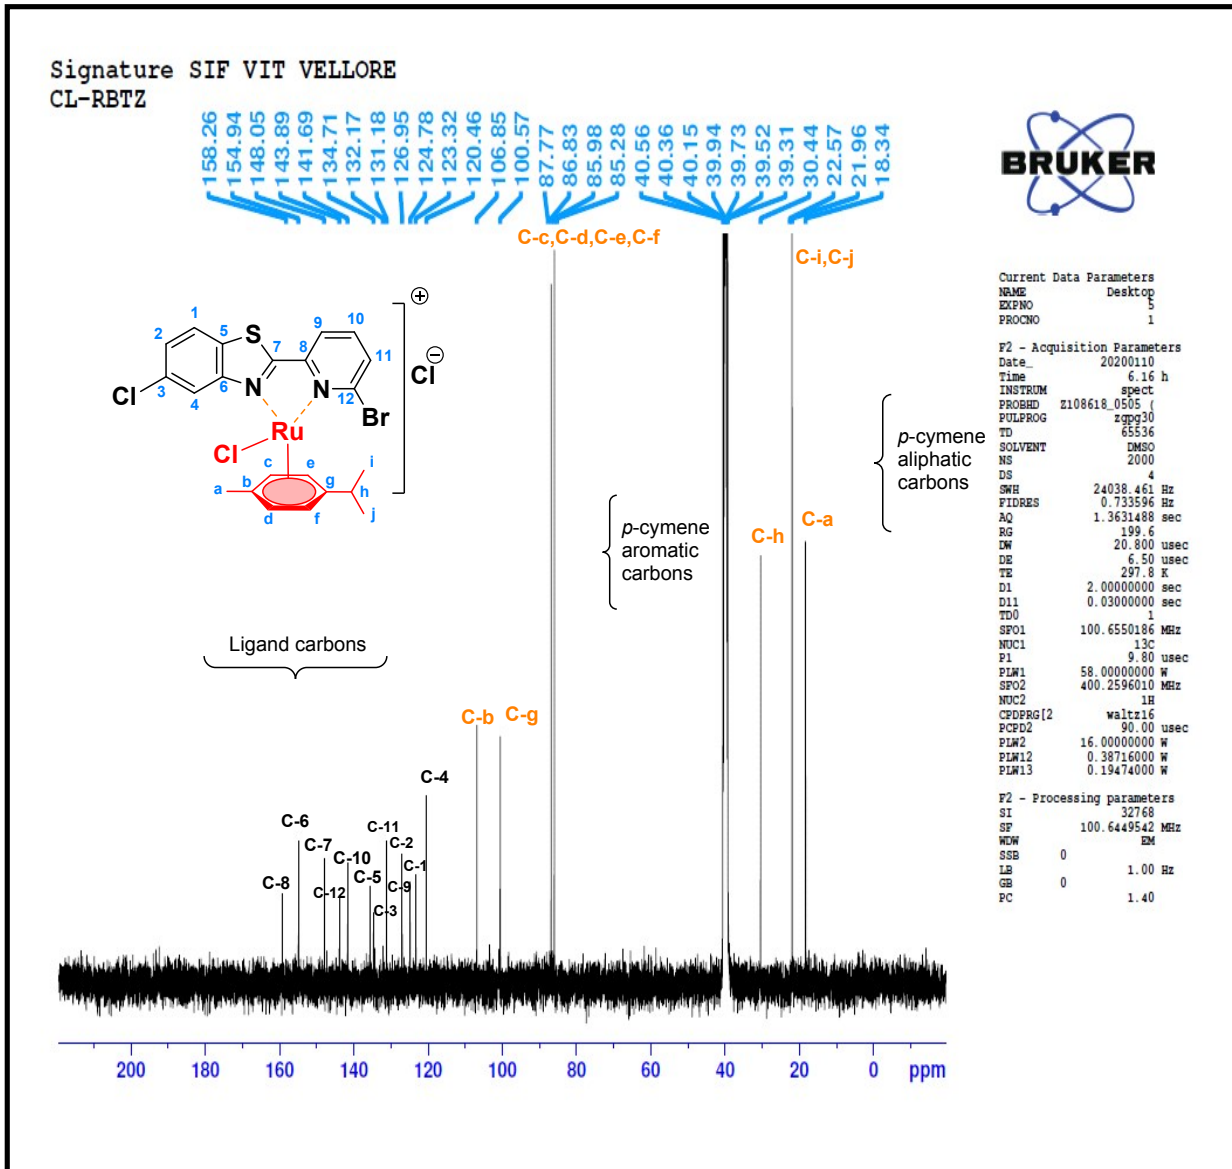 Signature SIF VIT VELLORE
CL-RBTZ
158.26
154.94
148.05
143.89
141.69
134.71
132.17
131.18
126.95
124.78
123.32
120.46
106.85
100.57
87.77
86.83
85.98
85.28
40.56
40.36
40.15
39.94
39.73
39.52
39.31
30.44
22.57
21.96
18.34
BRUKER
C-c,C-d,C-e,C-f
C-i,C-j
1
2
3
4
5
6
7
8
9
10
11
12
S
N
N
Cl
Br
Ru
Cl
Cl
⊕
⊖
a
b
c
d
e
f
g
h
i
j
p-cymene
aliphatic
carbons
p-cymene
aromatic
carbons
C-h
C-a
Ligand carbons
C-b
C-g
C-4
C-6
C-7
C-11
C-2
C-10
C-1
C-8
C-12
C-5
C-9
C-3
200 180 160 140 120 100 80 60 40 20 0 ppm
Current Data Parameters
NAME Desktop
EXPNO 5
PROCNO 1
F2 - Acquisition Parameters
Date_ 20200110
Time 6.16 h
INSTRUM spect
PROBHD Z108618_0505 (
PULPROG zgpg30
TD 65536
SOLVENT DMSO
NS 2000
DS 4
SWH 24038.461 Hz
FIDRES 0.733596 Hz
AQ 1.3631488 sec
RG 199.6
DW 20.800 usec
DE 6.50 usec
TE 297.8 K
D1 2.00000000 sec
D11 0.03000000 sec
TD0 1
SFO1 100.6550186 MHz
NUC1 13C
P1 9.80 usec
PLW1 58.00000000 W
SFO2 400.2596010 MHz
NUC2 1H
CPDPRG[2 waltz16
PCPD2 90.00 usec
PLW2 16.00000000 W
PLW12 0.38716000 W
PLW13 0.19474000 W
F2 - Processing parameters
SI 32768
SF 100.6449542 MHz
WDW EM
SSB 0
LB 1.00 Hz
GB 0
PC 1.40